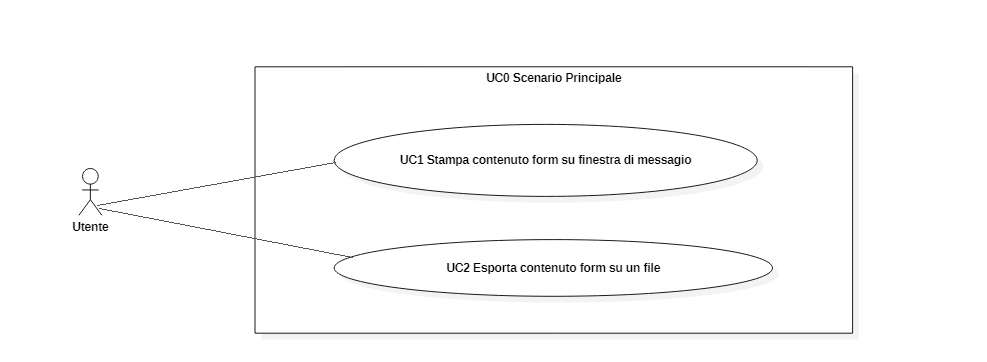 UC0 Scenario Principale
UC1 Stampa contenuto form su finestra di messagio
Utente
UC2 Esporta contenuto form su un file